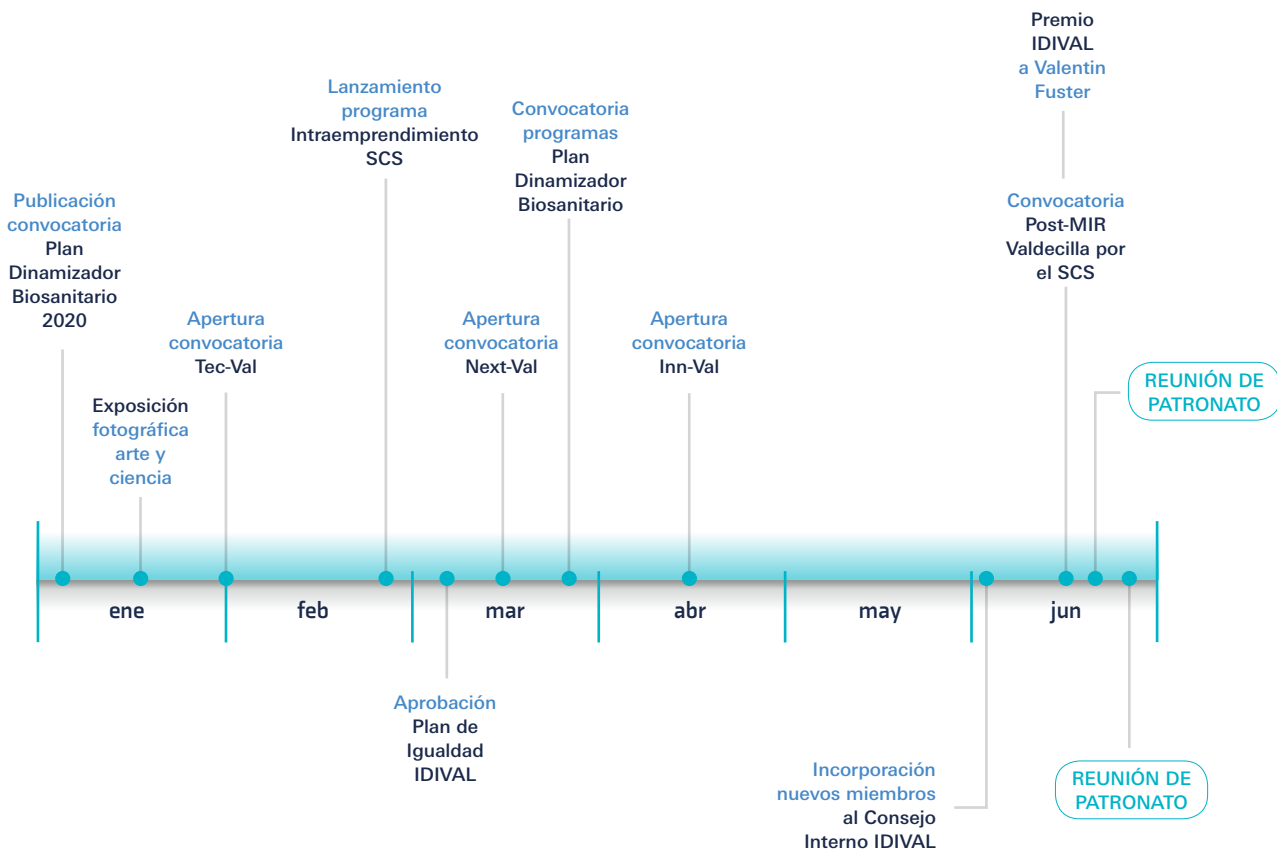 Premio
IDIVAL
a Valentin
Fuster
Lanzamiento
programa
Intraemprendimiento
SCS
Convocatoria
programas
Plan
Dinamizador
Biosanitario
Publicación
convocatoria
Plan
Dinamizador
Biosanitario
2020
Convocatoria
Post-MIR
Valdecilla por
el SCS
Apertura
convocatoria
Tec-Val
Apertura
convocatoria
Next-Val
Apertura
convocatoria
Inn-Val
REUNIÓN DE
PATRONATO
Exposición
fotográfica
arte y
ciencia
ene
feb
mar
abr
may
jun
Aprobación
Plan de
Igualdad
IDIVAL
Incorporación
nuevos miembros
al Consejo
Interno IDIVAL
REUNIÓN DE
PATRONATO